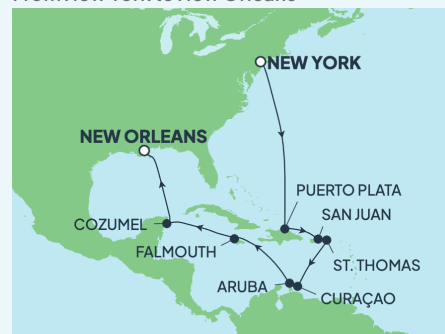 NEW YORK
NEW ORLEANS
PUERTO PLATA
SAN JUAN
COZUMEL
FALMOUTH
ST. THOMAS
ARUBA
CURAÇAO